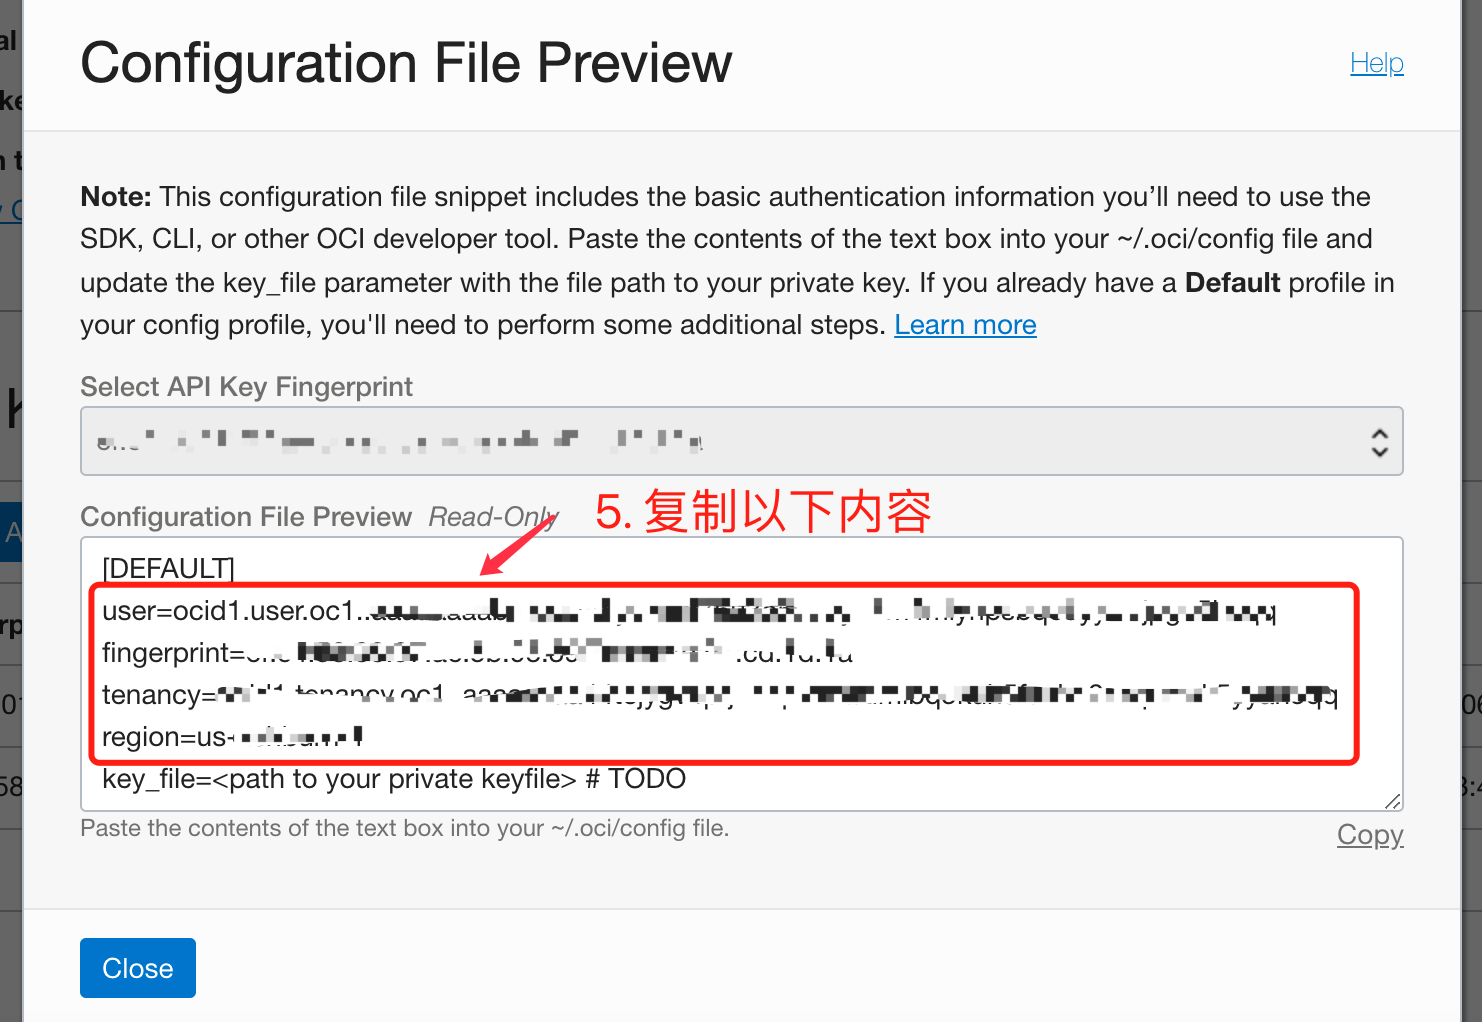 Configuration File Preview
Help
Note: This configuration file snippet includes the basic authentication information you’ll need to use the
SDK, CLI, or other OCI developer tool. Paste the contents of the text box into your ~/.oci/config file and
update the key_file parameter with the file path to your private key. If you already have a Default profile in
your config profile, you'll need to perform some additional steps. Learn more
Select API Key Fingerprint
Configuration File Preview Read-Only
5. 复制以下内容
[DEFAULT]
user=ocid1.user.oc1..
fingerprint=
tenancy=
region=us-
key_file=<path to your private keyfile> # TODO
Paste the contents of the text box into your ~/.oci/config file.
Copy
Close